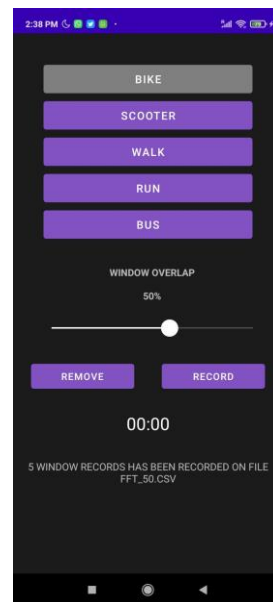 2:38 PM
BIKE
SCOOTER
WALK
RUN
BUS
WINDOW OVERLAP
50%
REMOVE RECORD
00:00
5 WINDOW RECORDS HAS BEEN RECORDED ON FILE
FFT_50.CSV